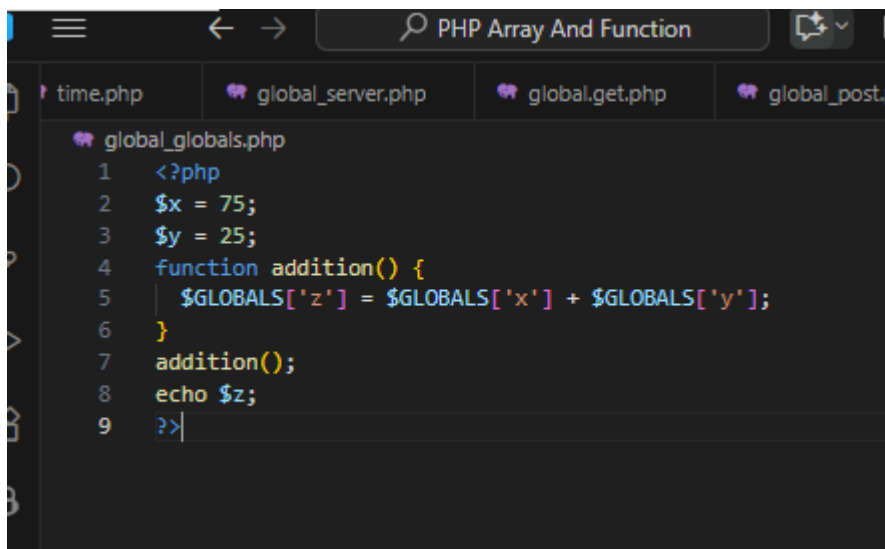 PHP Array And Function
time.php global_server.php global.get.php global_post.
global_globals.php
1 <?php
2 $x = 75;
3 $y = 25;
4 function addition() {
5 $GLOBALS['z'] = $GLOBALS['x'] + $GLOBALS['y'];
6 }
7 addition();
8 echo $z;
9 ?>